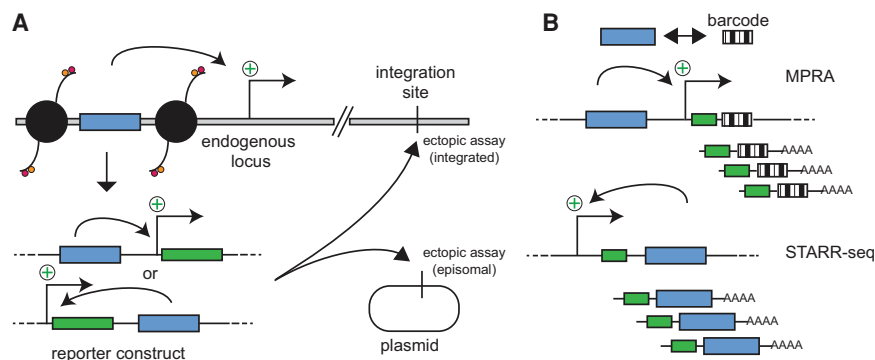 A
integration
site
endogenous
locus
ectopic assay
(integrated)
or
reporter construct
ectopic assay
(episomal)
plasmid
B
barcode
MPRA
AAAA
AAAA
AAAA
STARR-seq
AAAA
AAAA
AAAA